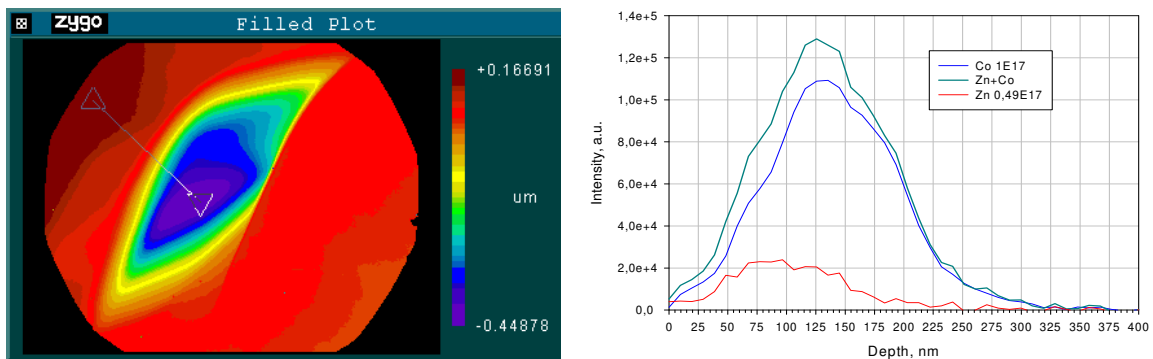 zygo Filled Plot
+0.16691
um
-0.44878
1,4e+5
1,2e+5
1,0e+5
8,0e+4
6,0e+4
4,0e+4
2,0e+4
0,0
Intensity, a.u.
Co 1E17
Zn+Co
Zn 0,49E17
0 25 50 75 100 125 150 175 200 225 250 275 300 325 350 375 400
Depth, nm